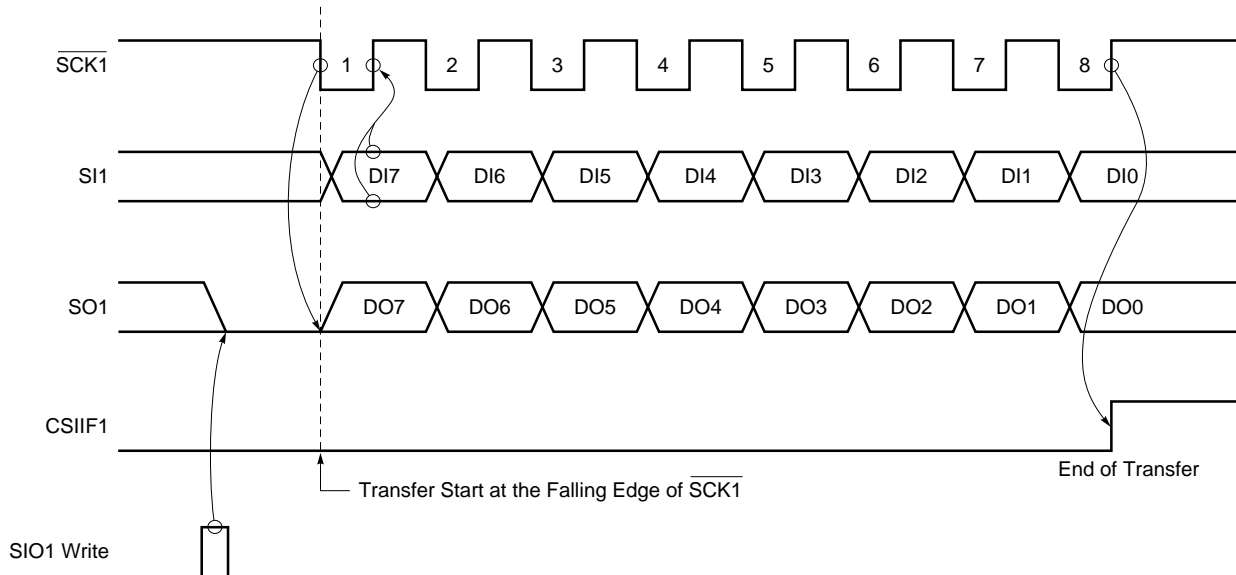 SCK1
1 2 3 4 5 6 7 8
SI1
DI7 DI6 DI5 DI4 DI3 DI2 DI1 DI0
SO1
DO7 DO6 DO5 DO4 DO3 DO2 DO1 DO0
CSIIF1
End of Transfer
Transfer Start at the Falling Edge of SCK1
SIO1 Write